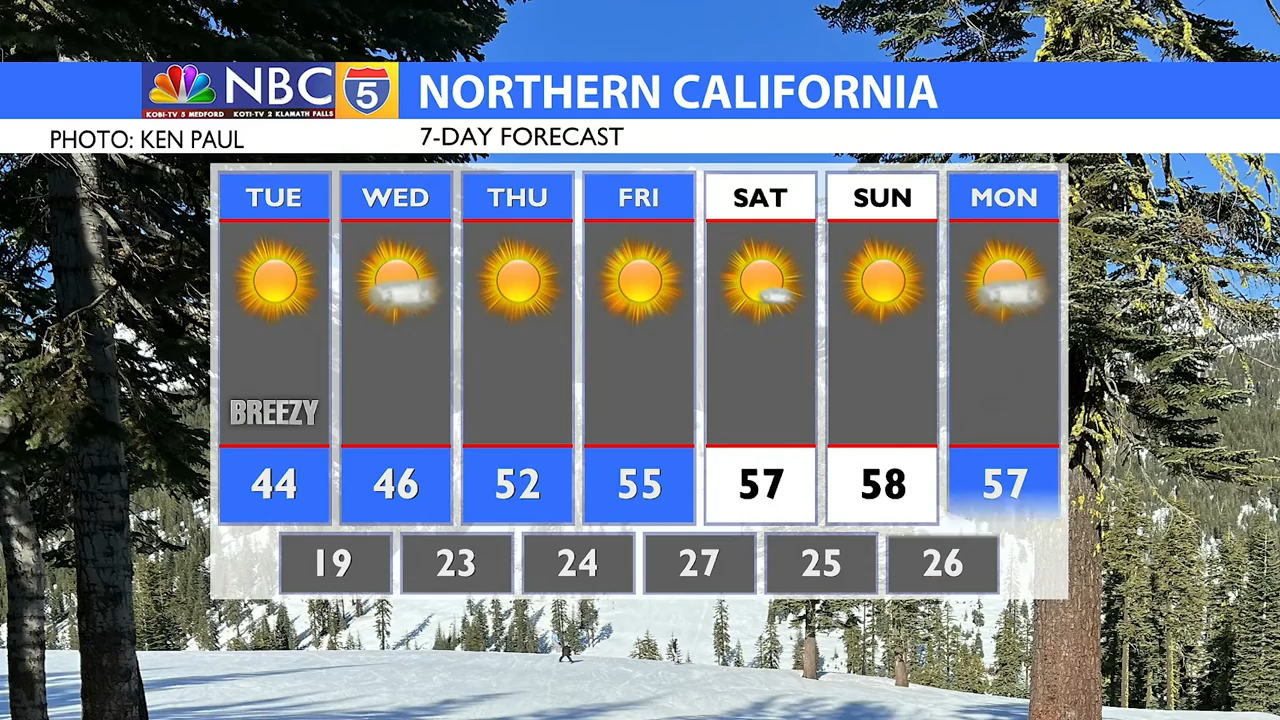 NBC 5 NORTHERN CALIFORNIA
KOBI-TV 5 MEDFORD KOTI-TV 2 KLAMATH FALLS
PHOTO: KEN PAUL 7-DAY FORECAST
TUE WED THU FRI SAT SUN MON
BREEZY
44 46 52 55 57 58 57
19 23 24 27 25 26